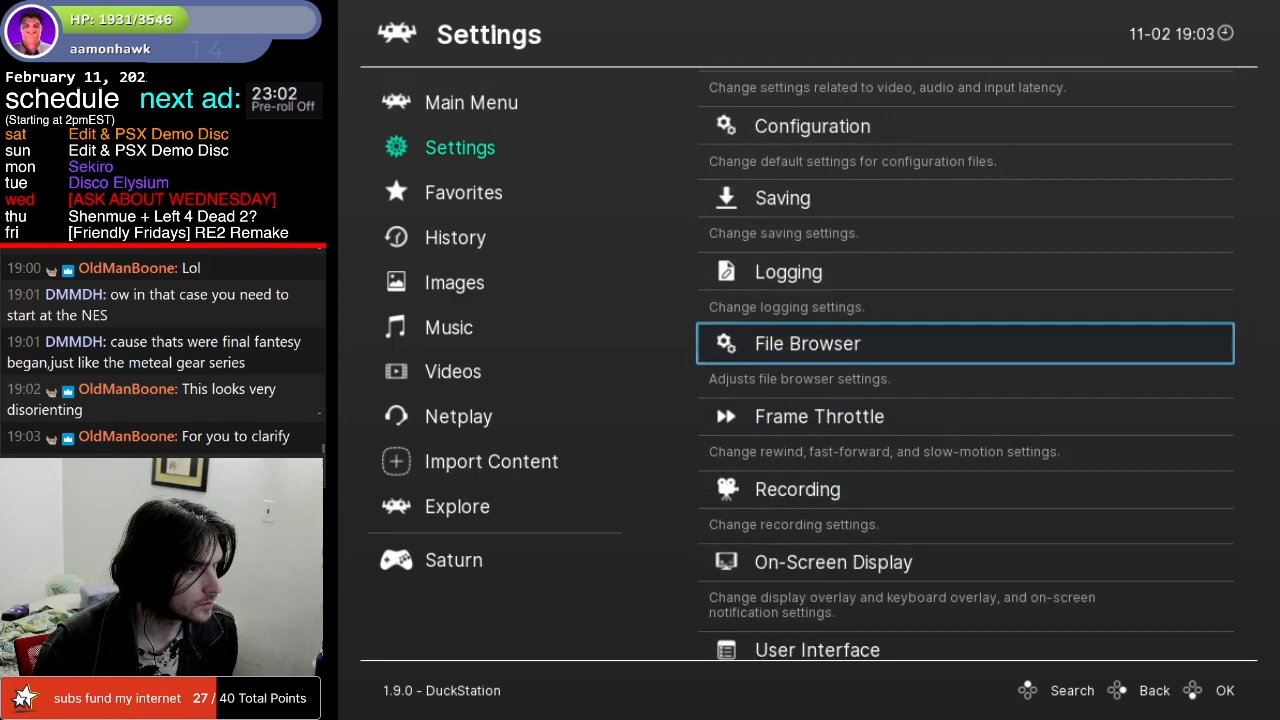 HP: 1931/3546
aamonhawk
14
February 11, 202
schedule next ad: 23:02
Pre-roll Off
(Starting at 2pmEST)
sat Edit & PSX Demo Disc
sun Edit & PSX Demo Disc
mon Sekiro
tue Disco Elysium
wed [ASK ABOUT WEDNESDAY]
thu Shenmue + Left 4 Dead 2?
fri [Friendly Fridays] RE2 Remake
19:00 OldManBoone: Lol
19:01 DMMDH: ow in that case you need to
start at the NES
19:01 DMMDH: cause thats were final fantesy
began,just like the meteal gear series
19:02 OldManBoone: This looks very
disorienting
19:03 OldManBoone: For you to clarify
subs fund my internet 27 / 40 Total Points
Settings
11-02 19:03
Main Menu
Settings
Favorites
History
Images
Music
Videos
Netplay
Import Content
Explore
Saturn
Change settings related to video, audio and input latency.
Configuration
Change default settings for configuration files.
Saving
Change saving settings.
Logging
Change logging settings.
File Browser
Adjusts file browser settings.
Frame Throttle
Change rewind, fast-forward, and slow-motion settings.
Recording
Change recording settings.
On-Screen Display
Change display overlay and keyboard overlay, and on-screen
notification settings.
User Interface
1.9.0 - DuckStation
Search Back OK